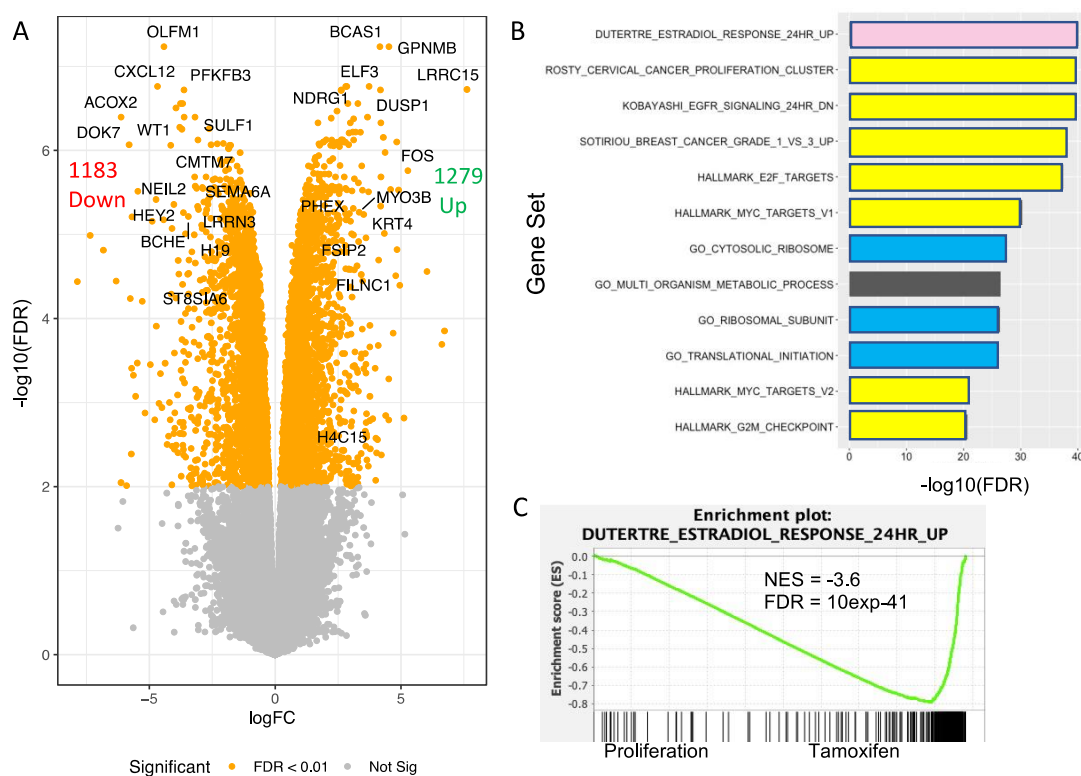 A
OLFM1
BCAS1
GPNMB
CXCL12
PFKFB3
ELF3
LRRC15
ACOX2
NDRG1
DUSP1
DOK7
WT1
SULF1
FOS
1183
Down
CMTM7
1279
Up
NEIL2
SEMA6A
PHEX
MYO3B
HEY2
LRRN3
KRT4
BCHE
H19
FSIP2
ST8SIA6
FILNC1
H4C15
-log10(FDR)
6
4
2
0
−5
0
5
logFC
Significant FDR < 0.01 Not Sig
B
Gene Set
DUTERTRE_ESTRADIOL_RESPONSE_24HR_UP
ROSTY_CERVICAL_CANCER_PROLIFERATION_CLUSTER
KOBAYASHI_EGFR_SIGNALING_24HR_DN
SOTIRIOU_BREAST_CANCER_GRADE_1_VS_3_UP
HALLMARK_E2F_TARGETS
HALLMARK_MYC_TARGETS_V1
GO_CYTOSOLIC_RIBOSOME
GO_MULTI_ORGANISM_METABOLIC_PROCESS
GO_RIBOSOMAL_SUBUNIT
GO_TRANSLATIONAL_INITIATION
HALLMARK_MYC_TARGETS_V2
HALLMARK_G2M_CHECKPOINT
0 10 20 30 40
-log10(FDR)
C
Enrichment plot:
DUTERTRE_ESTRADIOL_RESPONSE_24HR_UP
Enrichment score (ES)
0.0
-0.1
-0.2
-0.3
-0.4
-0.5
-0.6
-0.7
-0.8
NES = -3.6
FDR = 10exp-41
Proliferation Tamoxifen